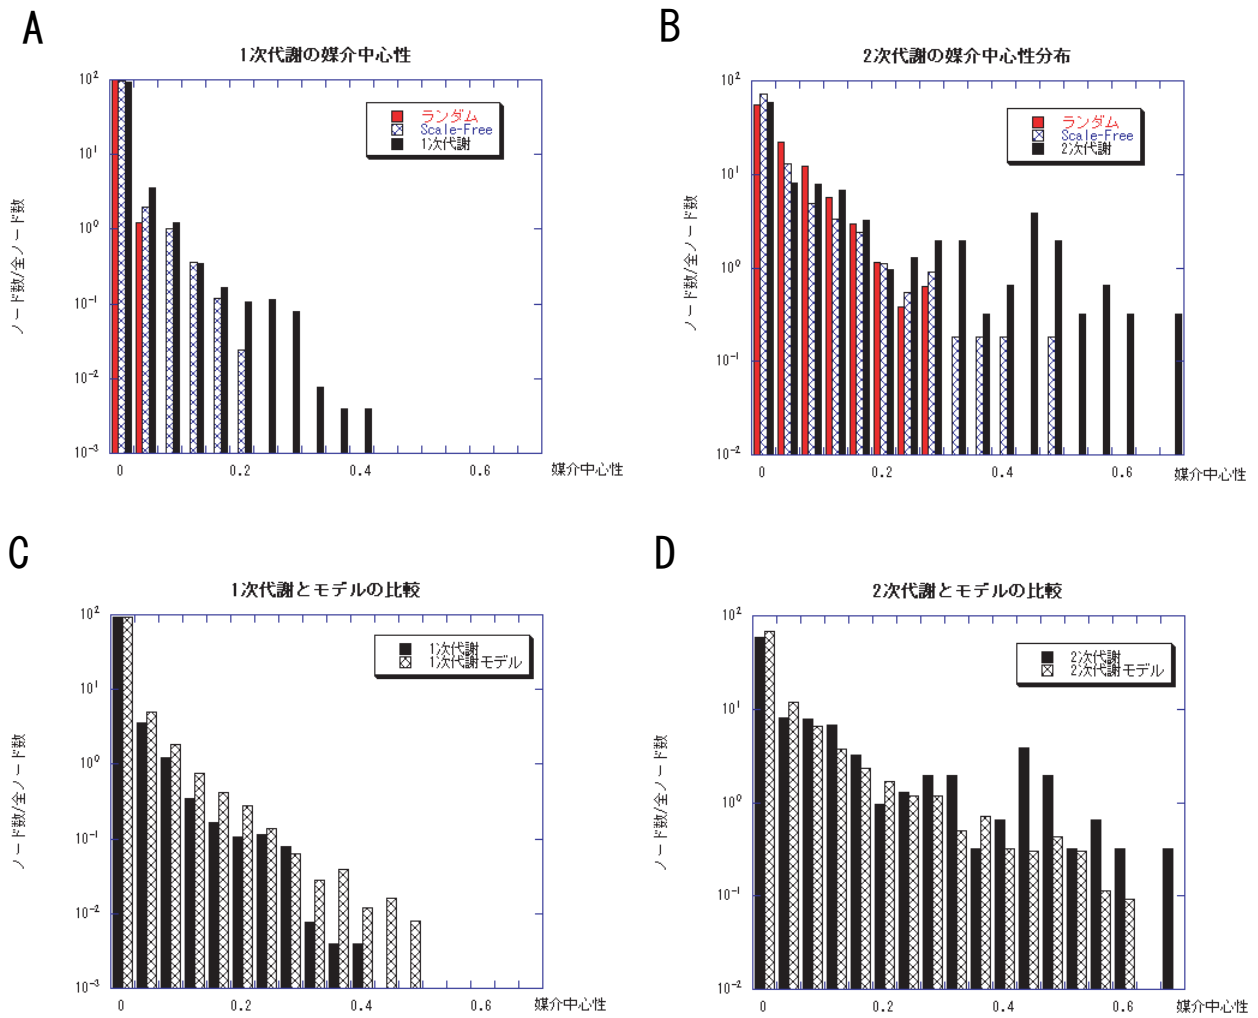 A
1次代謝の媒介中心性
ランダム
Scale-Free
1次代謝
10²
10¹
10⁰
10⁻¹
10⁻²
10⁻³
ノード数/全ノード数
0 0.2 0.4 0.6 媒介中心性
B
2次代謝の媒介中心性分布
ランダム
Scale-Free
2次代謝
10²
10¹
10⁰
10⁻¹
10⁻²
ノード数/全ノード数
0 0.2 0.4 0.6 媒介中心性
C
1次代謝とモデルの比較
1次代謝
1次代謝モデル
10²
10¹
10⁰
10⁻¹
10⁻²
10⁻³
ノード数/全ノード数
0 0.2 0.4 0.6 媒介中心性
D
2次代謝とモデルの比較
2次代謝
2次代謝モデル
10²
10¹
10⁰
10⁻¹
10⁻²
ノード数/全ノード数
0 0.2 0.4 0.6 媒介中心性